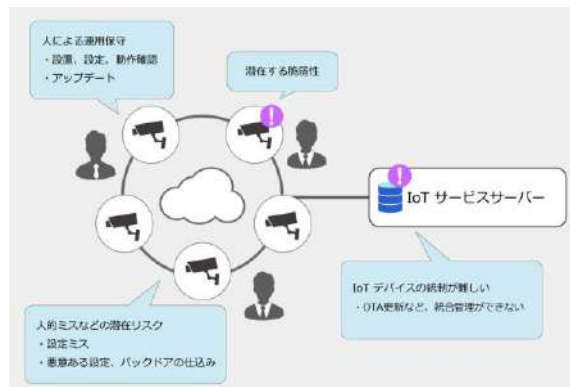 人による運用保守
・設置、設定、動作確認
・アップデート
潜在する脆弱性
IoT サービスサーバー
IoT デバイスの統制が難しい
・OTA更新など、統合管理ができない
人的ミスなどの潜在リスク
・設定ミス
・悪意ある設定、バックドアの仕込み